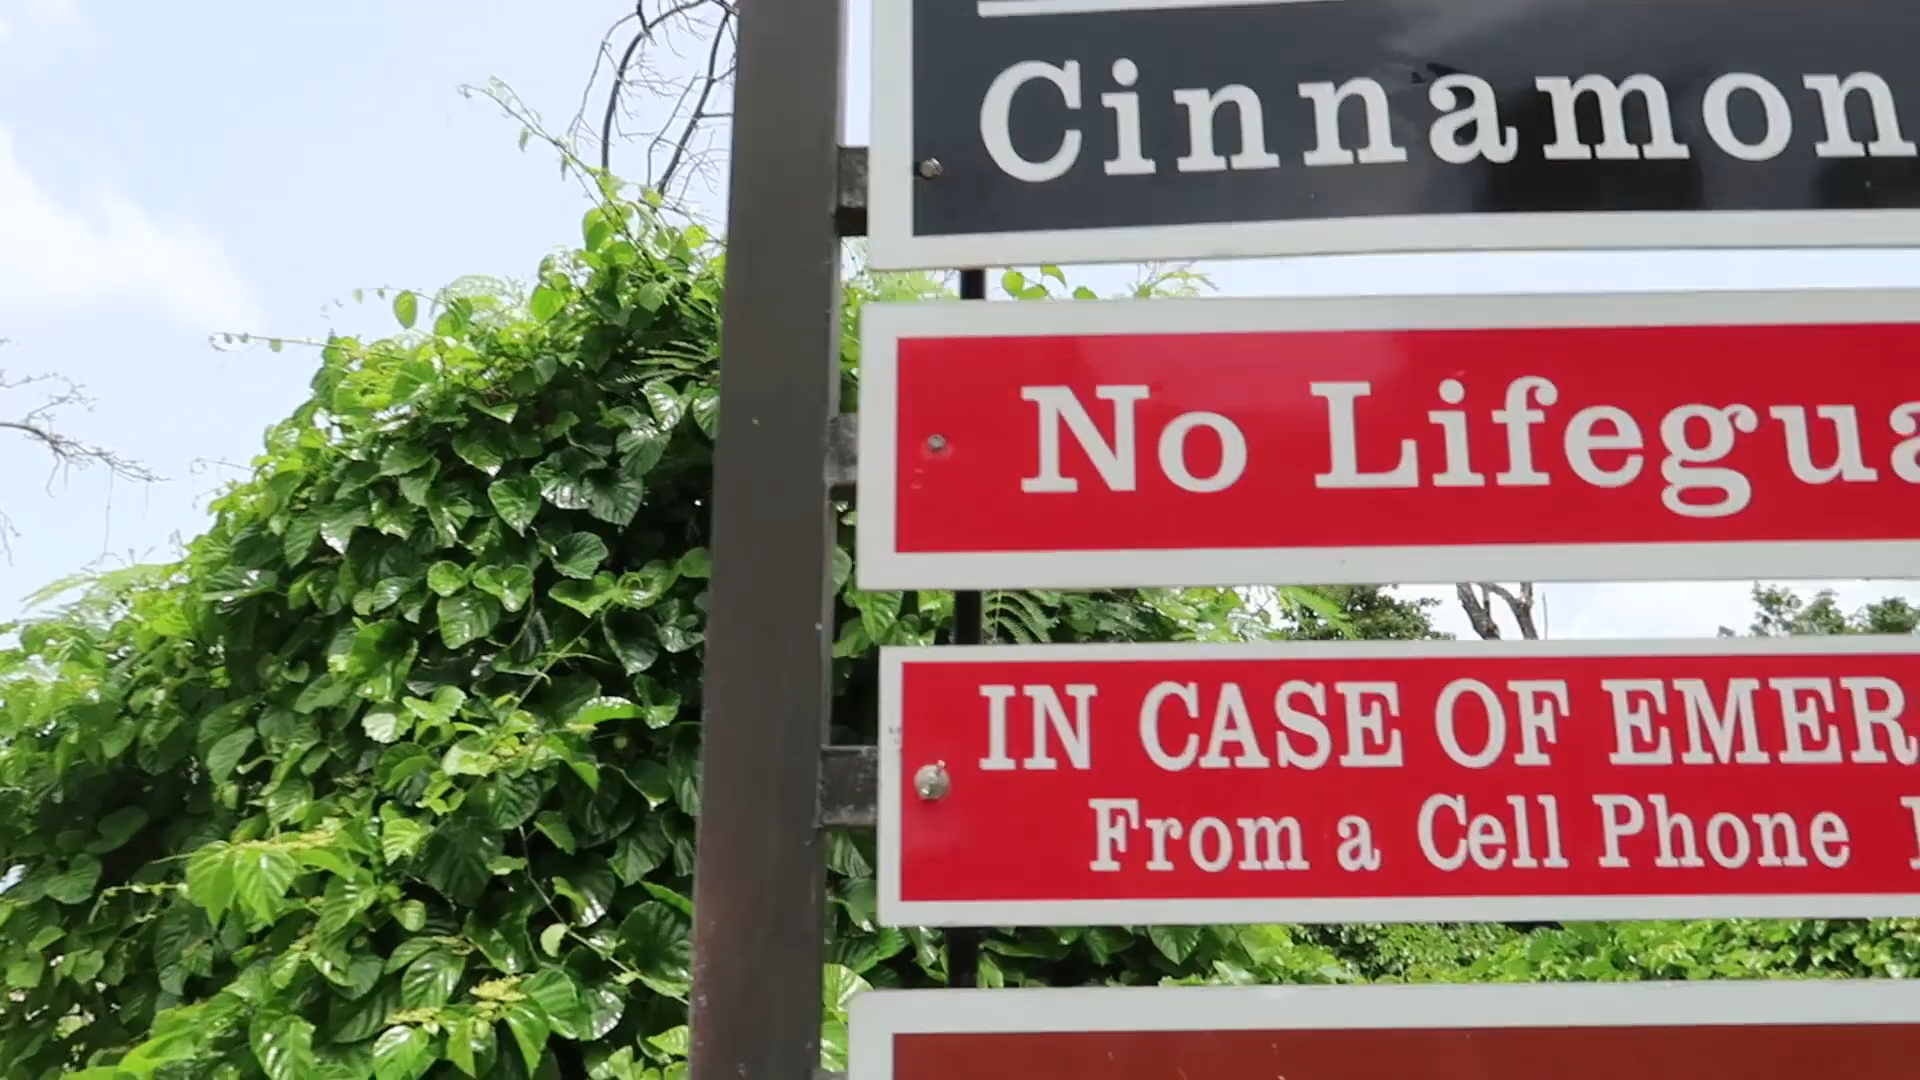 Cinnamon
No Lifegua
IN CASE OF EMER
From a Cell Phone